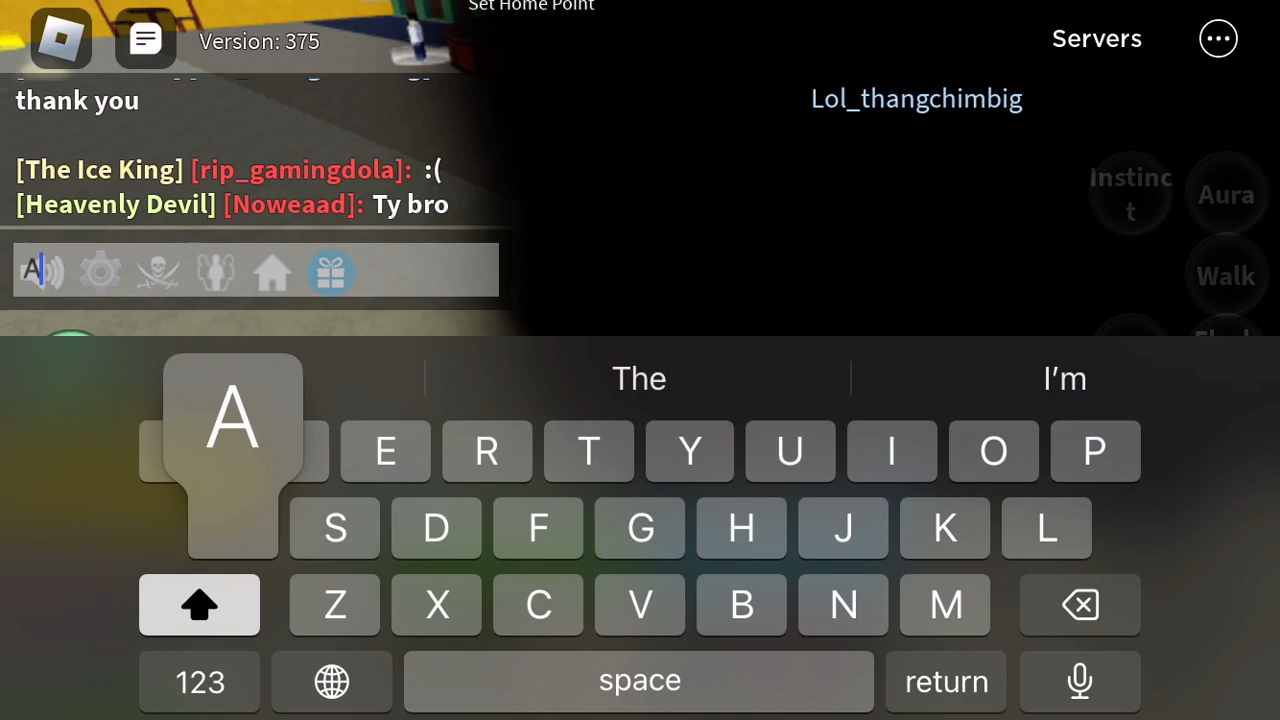 Set Home Point
Version: 375
Servers
thank you
Lol_thangchimbig
[The Ice King] [rip_gamingdola]: :(
[Heavenly Devil] [Noweaad]: Ty bro
Instinc
t
Aura
A
Walk
The
I’m
A
E R T Y U I O P
S D F G H J K L
Z X C V B N M
123
space
return